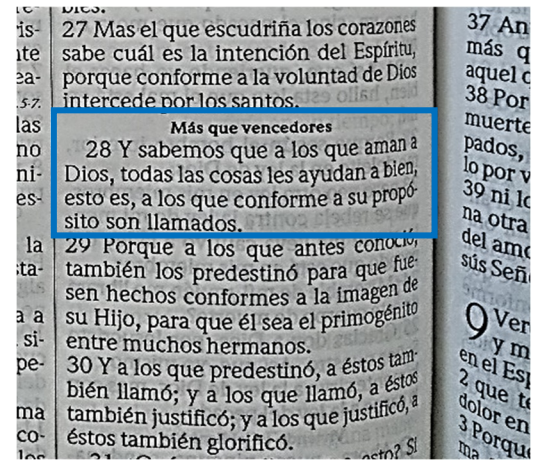 27 Mas el que escudriña los corazones
sabe cuál es la intención del Espíritu,
porque conforme a la voluntad de Dios
intercede por los santos.
Más que vencedores
28 Y sabemos que a los que aman a
Dios, todas las cosas les ayudan a bien,
esto es, a los que conforme a su propó-
sito son llamados.
29 Porque a los que antes conoció,
también los predestinó para que fue-
sen hechos conformes a la imagen de
su Hijo, para que él sea el primogénito
entre muchos hermanos.
30 Y a los que predestinó, a éstos tam-
bién llamó; y a los que llamó, a éstos
también justificó; y a los que justificó, a
éstos también glorificó.
37 An
más q
aquel
38 Por
muerte
pados,
lo por v
39 ni lo
na otra
del amo
sús Señ
9 Ver
y m
en el Esp
2 que te
dolor en
3 Porqu